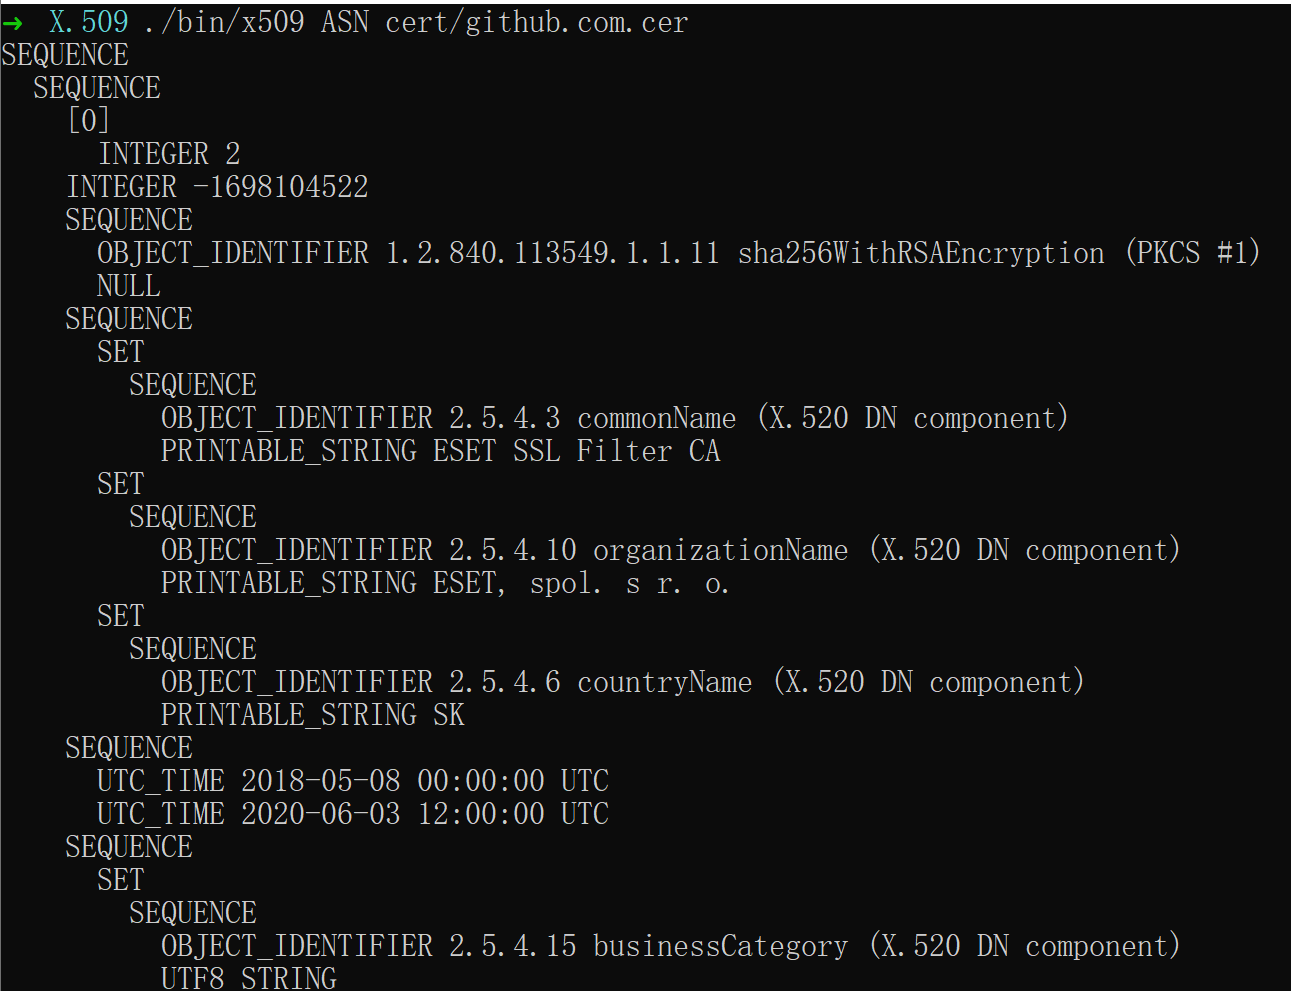 → X.509 ./bin/x509 ASN cert/github.com.cer
SEQUENCE
SEQUENCE
[0]
INTEGER 2
INTEGER -1698104522
SEQUENCE
OBJECT_IDENTIFIER 1.2.840.113549.1.1.11 sha256WithRSAEncryption (PKCS #1)
NULL
SEQUENCE
SET
SEQUENCE
OBJECT_IDENTIFIER 2.5.4.3 commonName (X.520 DN component)
PRINTABLE_STRING ESET SSL Filter CA
SET
SEQUENCE
OBJECT_IDENTIFIER 2.5.4.10 organizationName (X.520 DN component)
PRINTABLE_STRING ESET, spol. s r. o.
SET
SEQUENCE
OBJECT_IDENTIFIER 2.5.4.6 countryName (X.520 DN component)
PRINTABLE_STRING SK
SEQUENCE
UTC_TIME 2018-05-08 00:00:00 UTC
UTC_TIME 2020-06-03 12:00:00 UTC
SEQUENCE
SET
SEQUENCE
OBJECT_IDENTIFIER 2.5.4.15 businessCategory (X.520 DN component)
UTF8 STRING